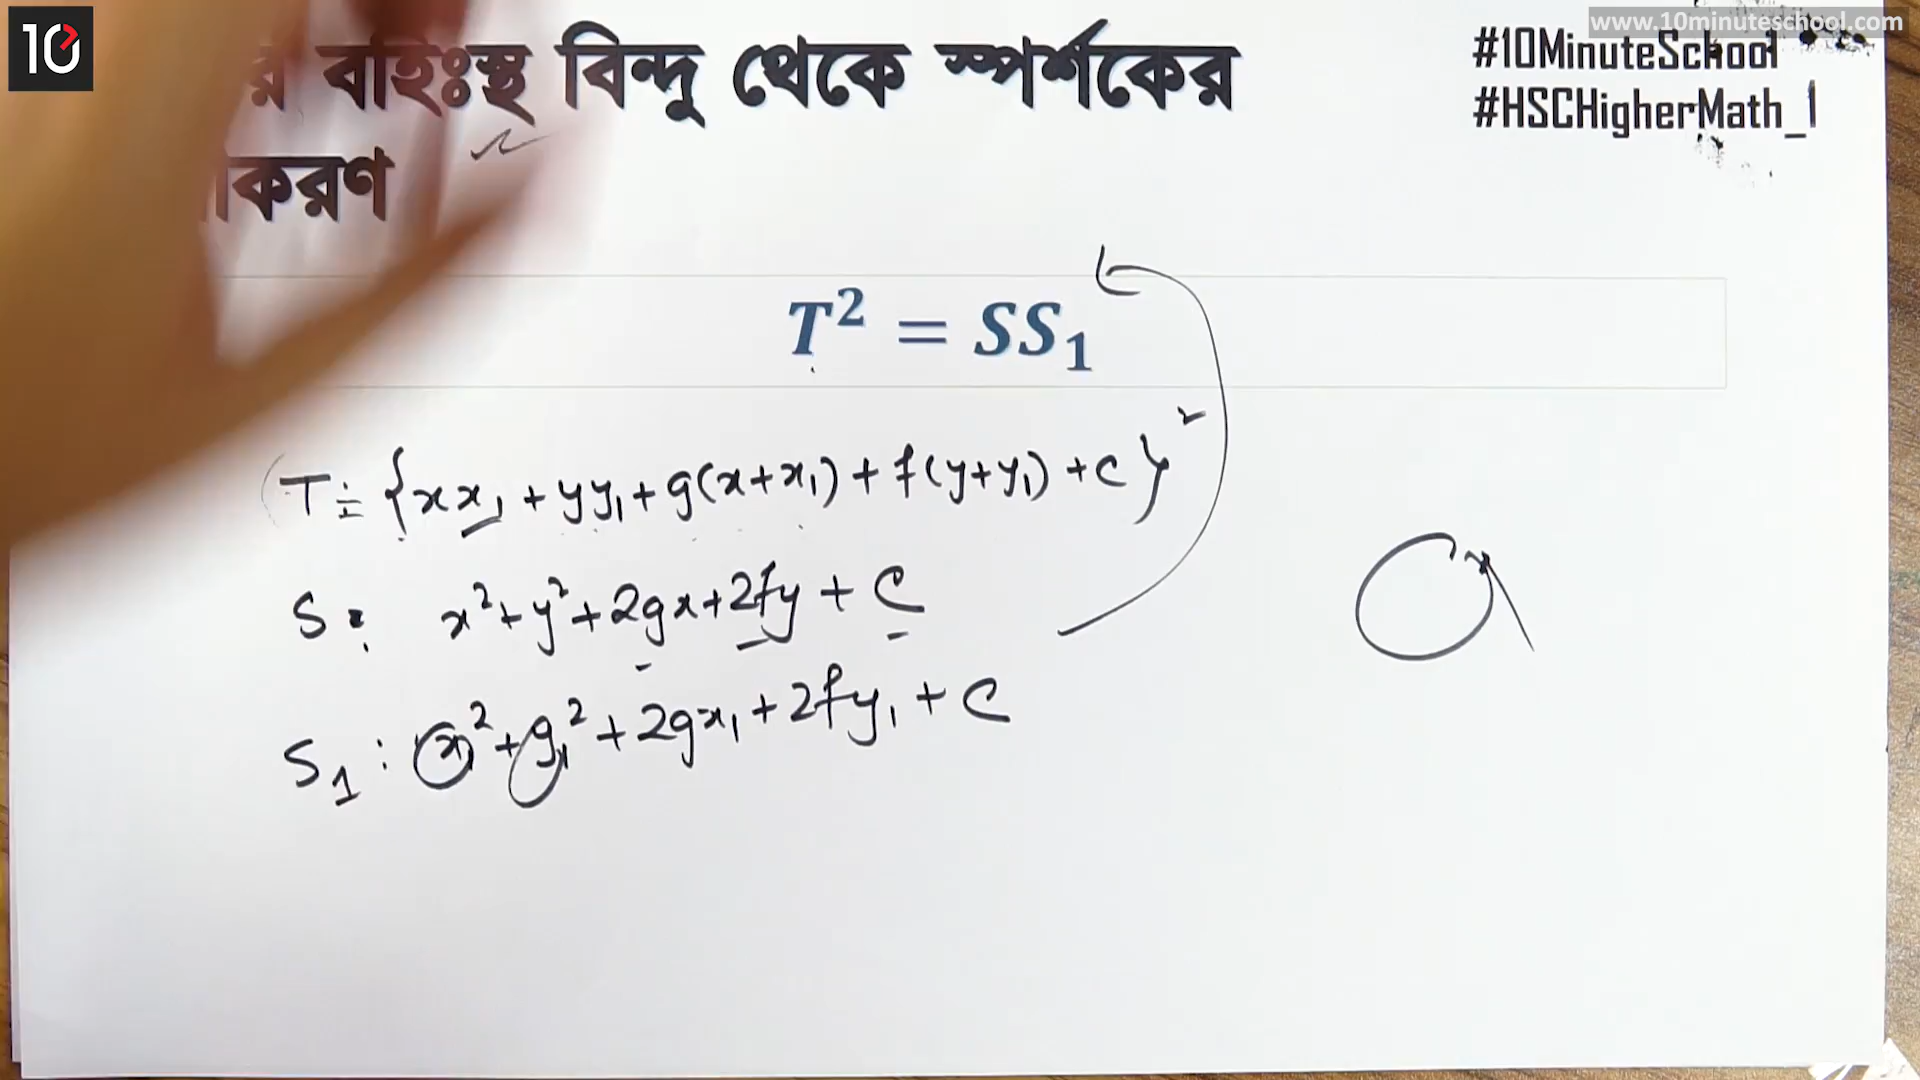 10
www.10minuteschool.com
র বহিঃস্থ বিন্দু থেকে স্পর্শকের
করণ
#10MinuteSchool
#HSCHigherMath_1
T² = SS₁
T = {xx₁ + yy₁ + g(x+x₁) + f(y+y₁) + c}²
S : x² + y² + 2gx + 2fy + c
S₁ : x₁² + y₁² + 2gx₁ + 2fy₁ + c